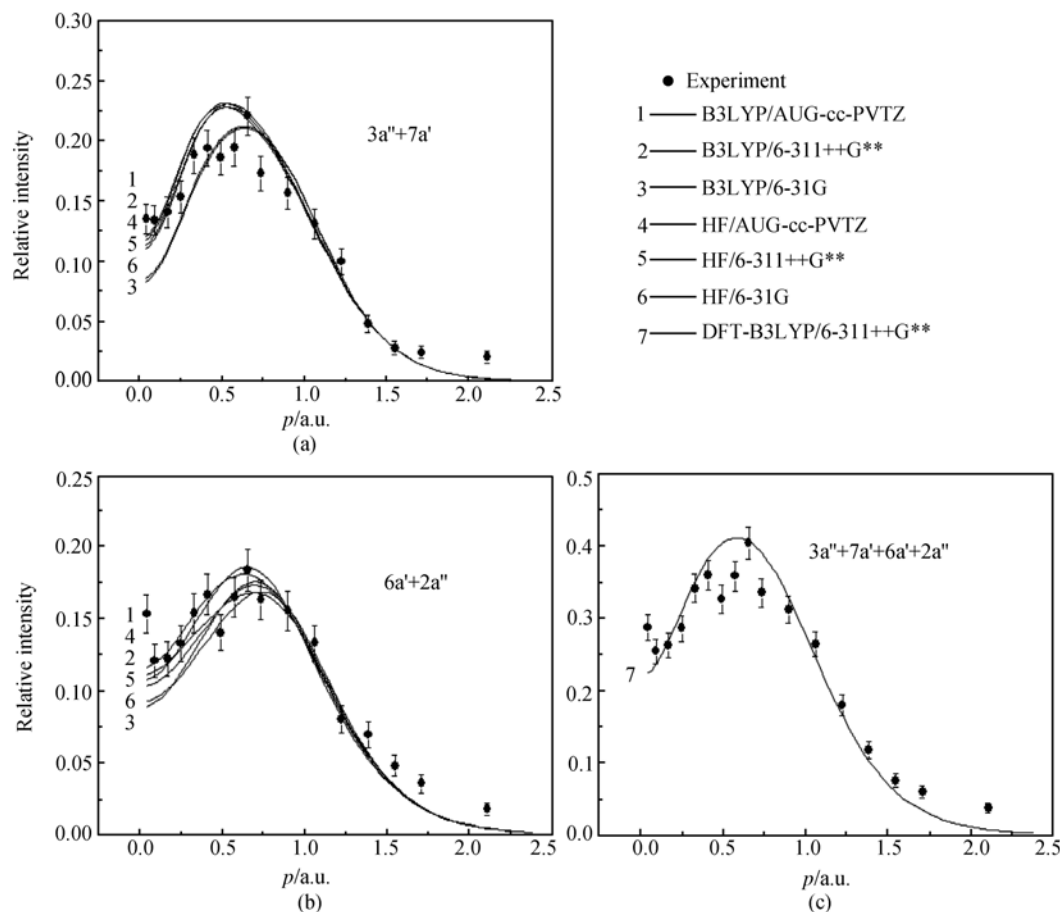 0.30
0.25
0.20
0.15
0.10
0.05
0.00
Relative intensity
3a"+7a'
1
2
4
5
6
3
0.0 0.5 1.0 1.5 2.0 2.5
p/a.u.
(a)
Experiment
1 B3LYP/AUG-cc-PVTZ
2 B3LYP/6-311++G**
3 B3LYP/6-31G
4 HF/AUG-cc-PVTZ
5 HF/6-311++G**
6 HF/6-31G
7 DFT-B3LYP/6-311++G**
0.25
0.20
0.15
0.10
0.05
0.00
Relative intensity
6a'+2a"
1
4
2
5
6
3
0.0 0.5 1.0 1.5 2.0 2.5
p/a.u.
(b)
0.5
0.4
0.3
0.2
0.1
0.0
3a"+7a'+6a'+2a"
7
0.0 0.5 1.0 1.5 2.0 2.5
p/a.u.
(c)